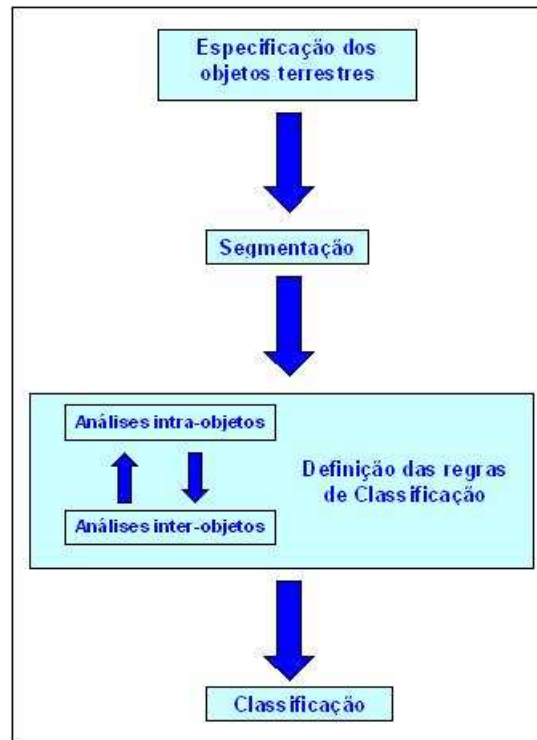 Especificação dos
objetos terrestres
Segmentação
Análises intra-objetos
Análises inter-objetos
Definição das regras
de Classificação
Classificação